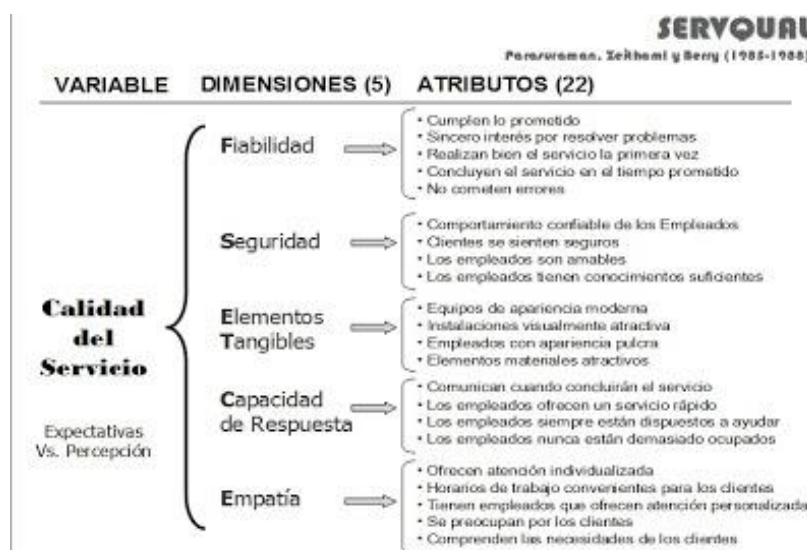 SERVQUAL
Parasuraman, Zeithaml y Berry (1985-1988)
VARIABLE DIMENSIONES (5) ATRIBUTOS (22)
Calidad
del
Servicio
Expectativas
Vs. Percepción
Fiabilidad
• Cumplen lo prometido
• Sincero interés por resolver problemas
• Realizan bien el servicio la primera vez
• Concluyen el servicio en el tiempo prometido
• No cometen errores
Seguridad
• Comportamiento confiable de los Empleados
• Clientes se sienten seguros
• Los empleados son amables
• Los empleados tienen conocimientos suficientes
Elementos
Tangibles
• Equipos de apariencia moderna
• Instalaciones visualmente atractiva
• Empleados con apariencia pulcra
• Elementos materiales atractivos
Capacidad
de Respuesta
• Comunican cuando concluirán el servicio
• Los empleados ofrecen un servicio rápido
• Los empleados siempre están dispuestos a ayudar
• Los empleados nunca están demasiado ocupados
Empatía
• Ofrecen atención individualizada
• Horarios de trabajo convenientes para los clientes
• Tienen empleados que ofrecen atención personalizada
• Se preocupan por los clientes
• Comprenden las necesidades de los clientes